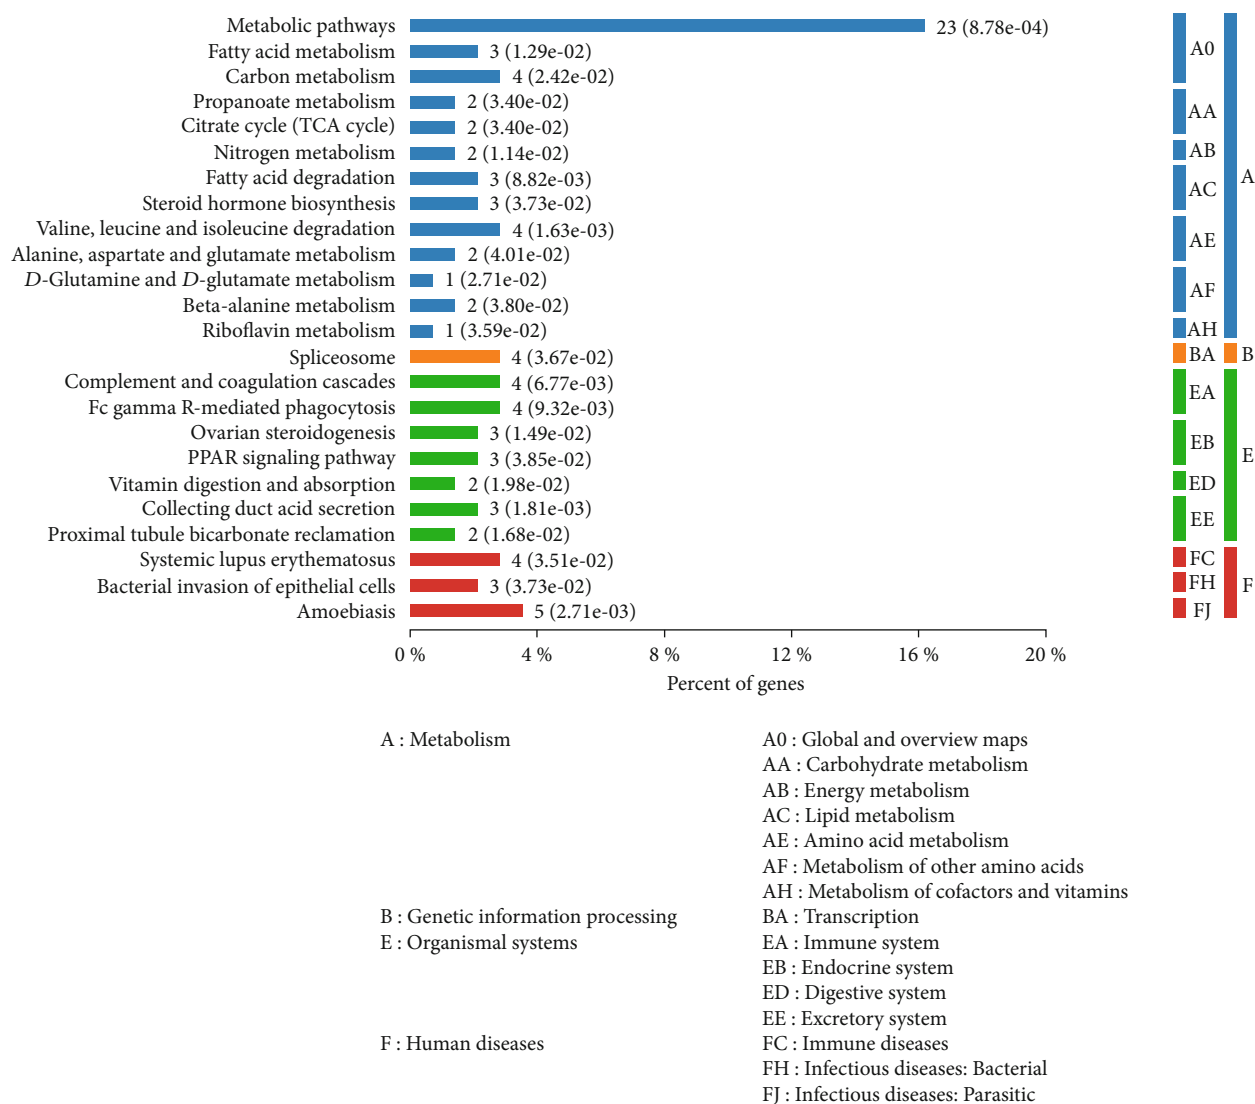 Metabolic pathways 23 (8.78e-04)
Fatty acid metabolism 3 (1.29e-02)
Carbon metabolism 4 (2.42e-02)
Propanoate metabolism 2 (3.40e-02)
Citrate cycle (TCA cycle) 2 (3.40e-02)
Nitrogen metabolism 2 (1.14e-02)
Fatty acid degradation 3 (8.82e-03)
Steroid hormone biosynthesis 3 (3.73e-02)
Valine, leucine and isoleucine degradation 4 (1.63e-03)
Alanine, aspartate and glutamate metabolism 2 (4.01e-02)
D-Glutamine and D-glutamate metabolism 1 (2.71e-02)
Beta-alanine metabolism 2 (3.80e-02)
Riboflavin metabolism 1 (3.59e-02)
Spliceosome 4 (3.67e-02)
Complement and coagulation cascades 4 (6.77e-03)
Fc gamma R-mediated phagocytosis 4 (9.32e-03)
Ovarian steroidogenesis 3 (1.49e-02)
PPAR signaling pathway 3 (3.85e-02)
Vitamin digestion and absorption 2 (1.98e-02)
Collecting duct acid secretion 3 (1.81e-03)
Proximal tubule bicarbonate reclamation 2 (1.68e-02)
Systemic lupus erythematosus 4 (3.51e-02)
Bacterial invasion of epithelial cells 3 (3.73e-02)
Amoebiasis 5 (2.71e-03)
A0
AA
AB
AC
AE
AF
AH
BA
EA
EB
ED
EE
FC
FH
FJ
A
B
E
F
0 % 4 % 8 % 12 % 16 % 20 %
Percent of genes
A : Metabolism A0 : Global and overview maps
AA : Carbohydrate metabolism
AB : Energy metabolism
AC : Lipid metabolism
AE : Amino acid metabolism
AF : Metabolism of other amino acids
AH : Metabolism of cofactors and vitamins
B : Genetic information processing BA : Transcription
E : Organismal systems EA : Immune system
EB : Endocrine system
ED : Digestive system
EE : Excretory system
F : Human diseases FC : Immune diseases
FH : Infectious diseases: Bacterial
FJ : Infectious diseases: Parasitic